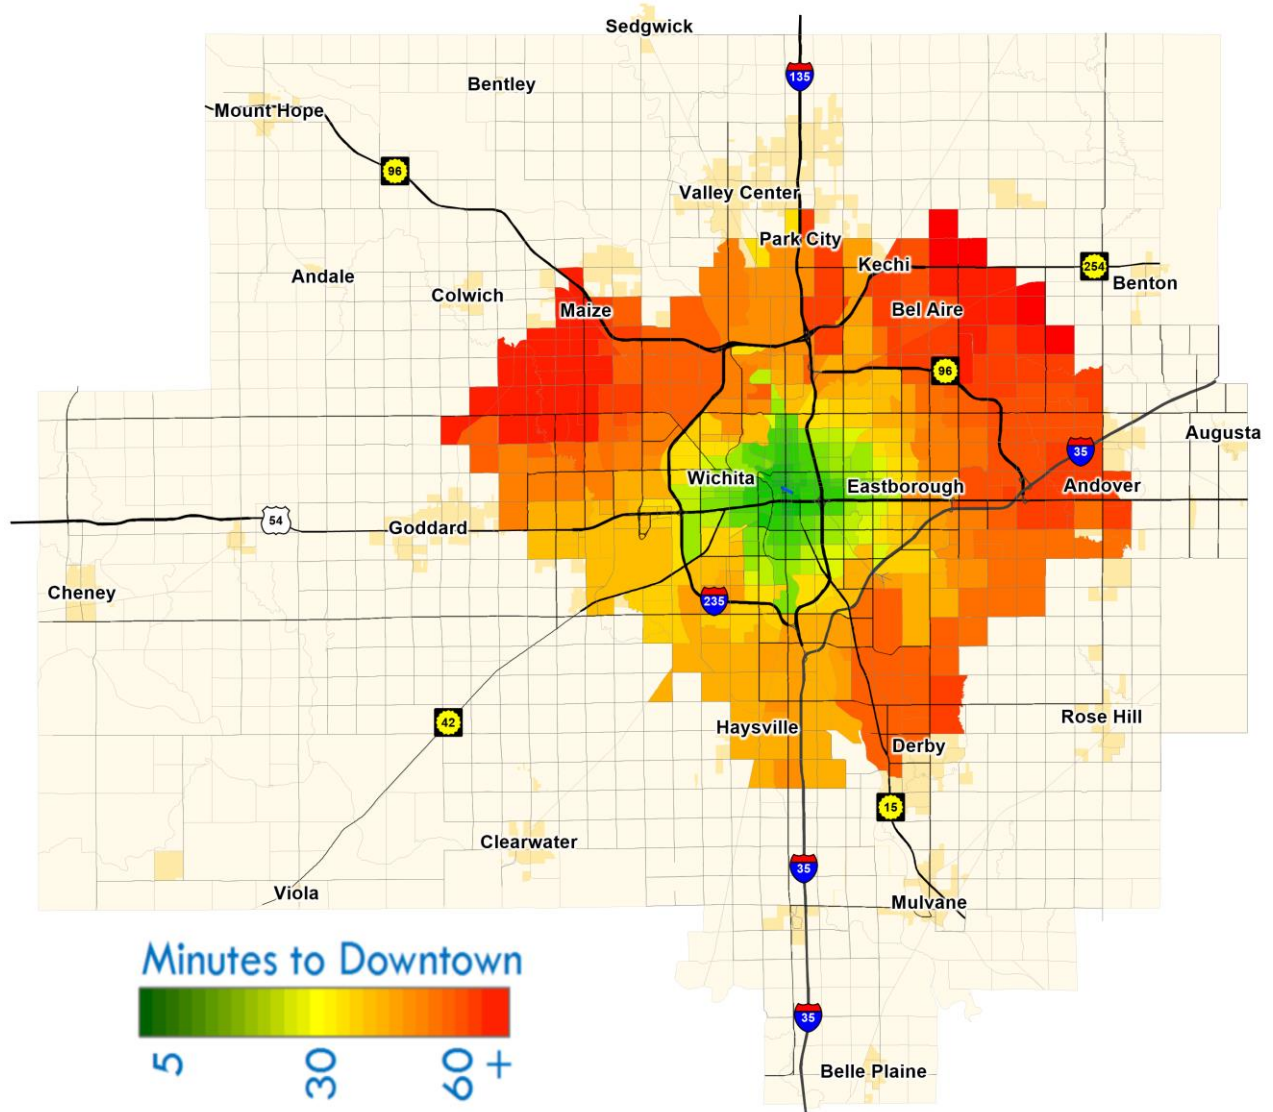 Sedgwick
135
Bentley
Mount Hope
96
Valley Center
Park City
Kechi
254
Andale
Benton
Colwich
Maize
Bel Aire
96
Augusta
35
Wichita
Eastborough
Andover
54
Goddard
Cheney
235
42
Rose Hill
Haysville
Derby
15
Clearwater
35
Viola
Mulvane
Minutes to Downtown
5
30
60 +
35
Belle Plaine